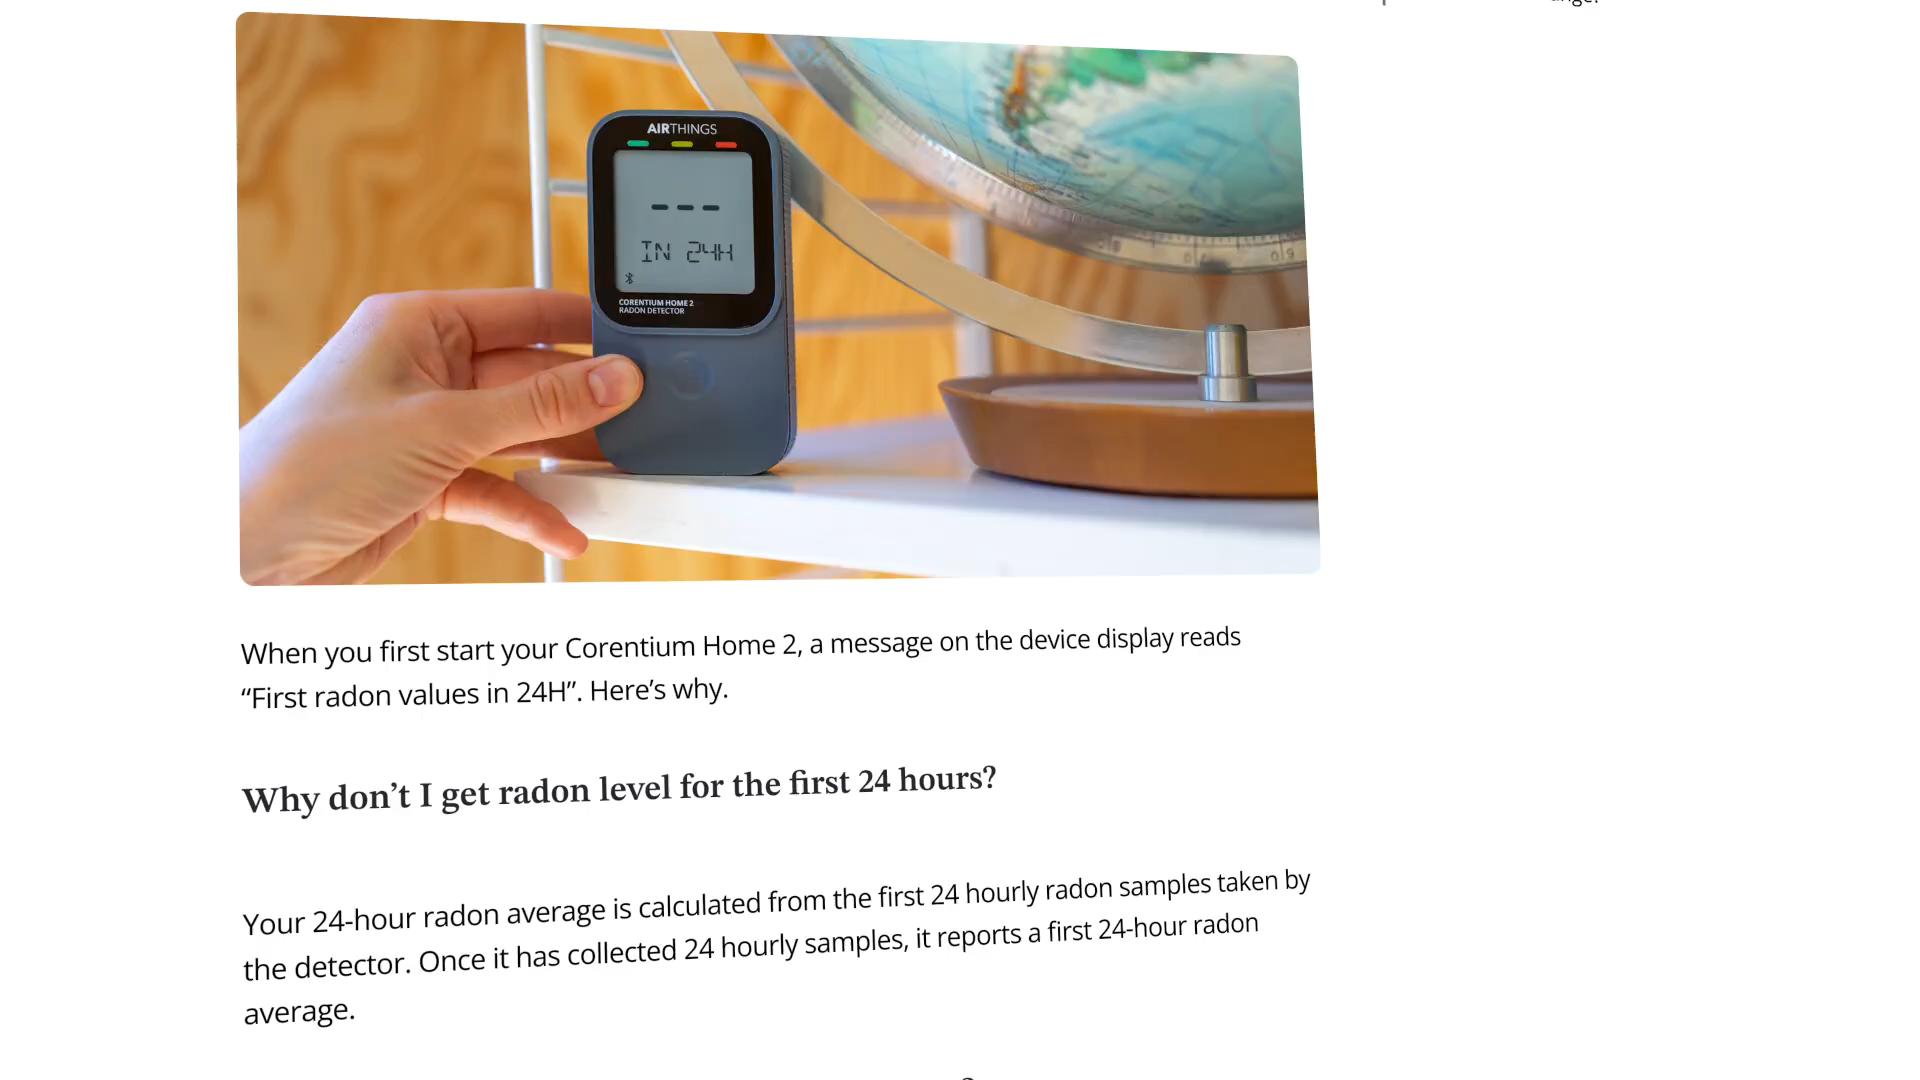 AIRTHINGS
– – –
IN 24H
CORENTIUM HOME 2
RADON DETECTOR
When you first start your Corentium Home 2, a message on the device display reads
“First radon values in 24H”. Here’s why.
Why don’t I get radon level for the first 24 hours?
Your 24-hour radon average is calculated from the first 24 hourly radon samples taken by
the detector. Once it has collected 24 hourly samples, it reports a first 24-hour radon
average.